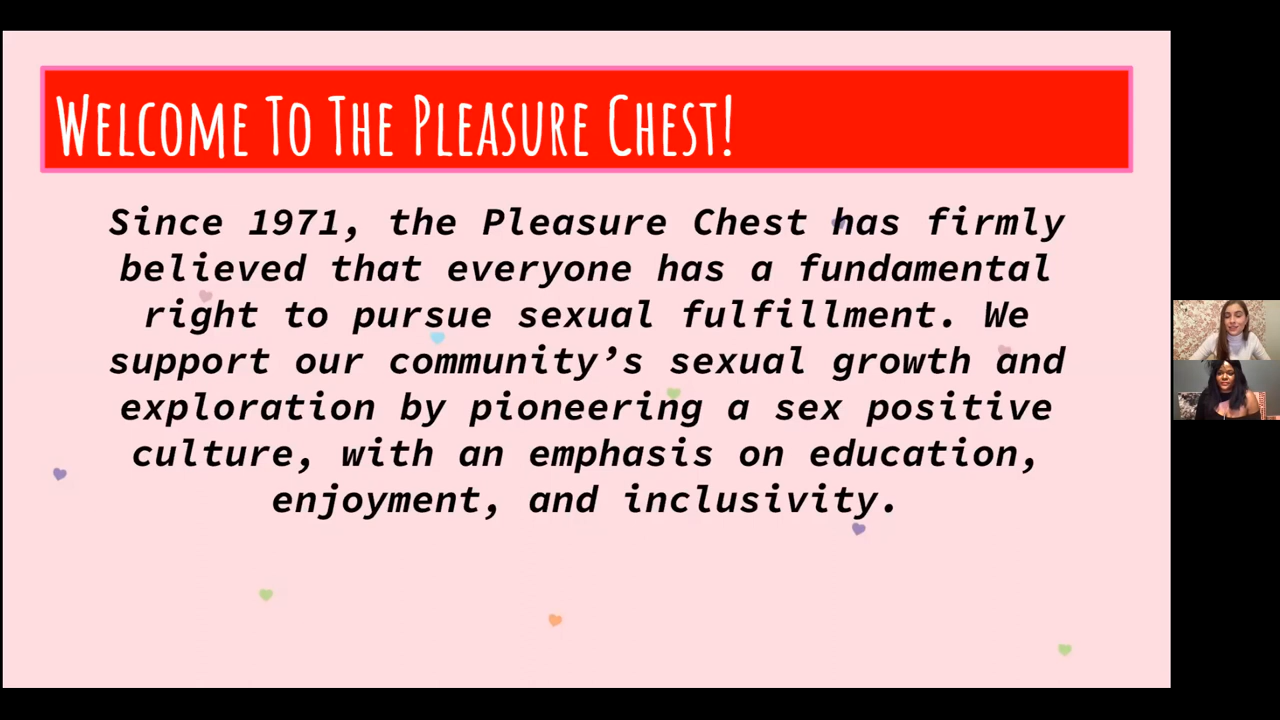 Welcome To The Pleasure Chest!
Since 1971, the Pleasure Chest has firmly
believed that everyone has a fundamental
right to pursue sexual fulfillment. We
support our community’s sexual growth and
exploration by pioneering a sex positive
culture, with an emphasis on education,
enjoyment, and inclusivity.